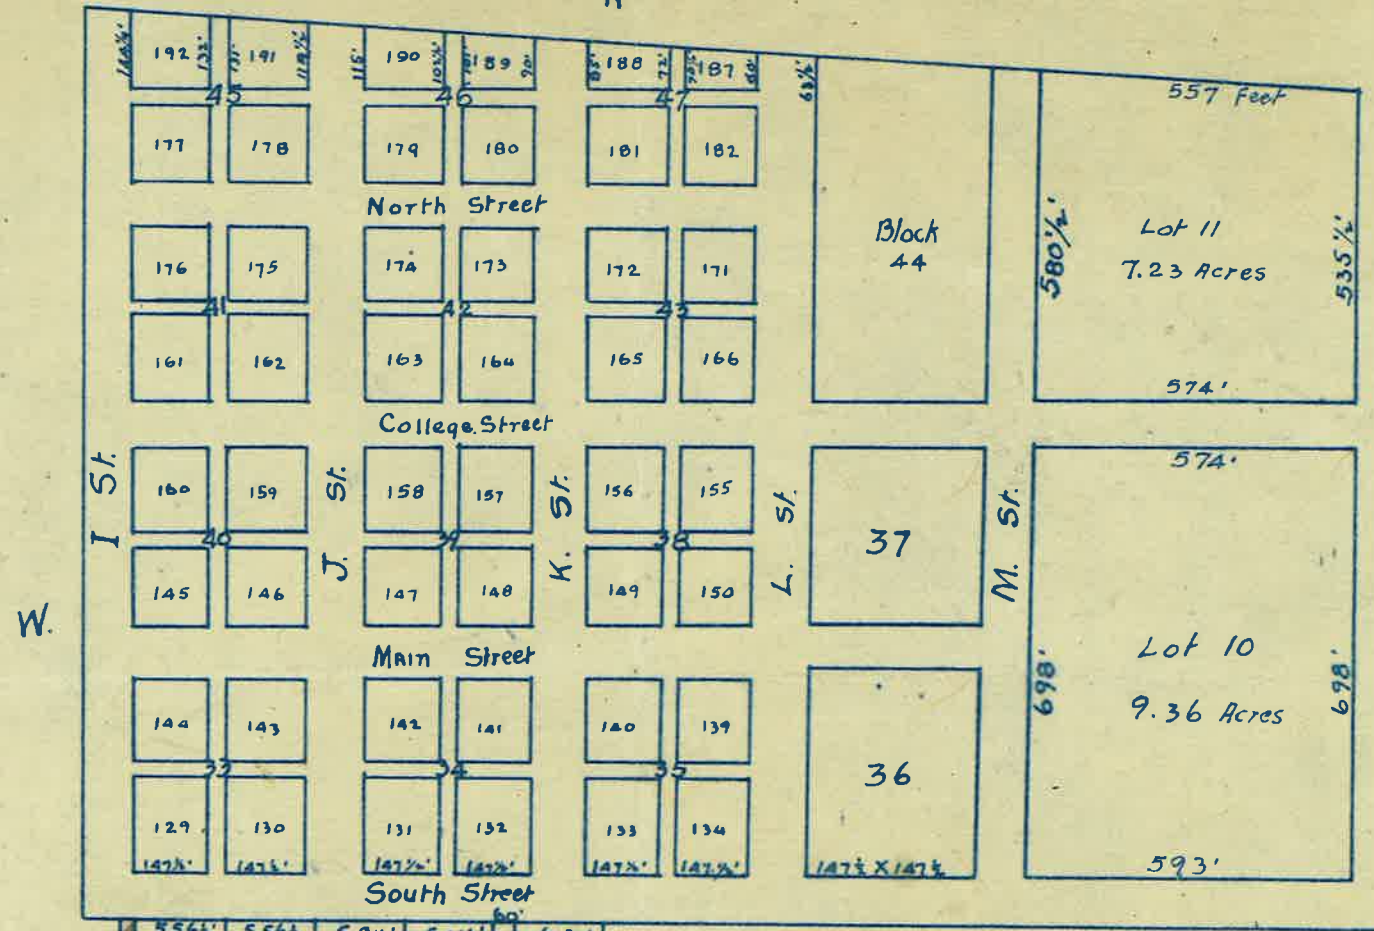 192 132' 191 115' 190 189 90' 188 72' 187 63½'
45 46 47
557 Feet
177 178 179 180 181 182
North Street
176 175 174 173 172 171
Block
44
580½' Lot 11 535½'
7.23 Acres
41 42 43
161 162 163 164 165 166
574'
College Street
I St. J. St. K. St. L. St. M. St.
574'
160 159 158 157 156 155
40 39 38
37
145 146 147 148 149 150
W.
Main Street
698' Lot 10 698'
9.36 Acres
144 143 142 141 140 139
33 34 35
36
129 130 131 132 133 134
147½' 147½' 147½' 147½' 147½' 147½' 147½ X 147½
593'
South Street
60'